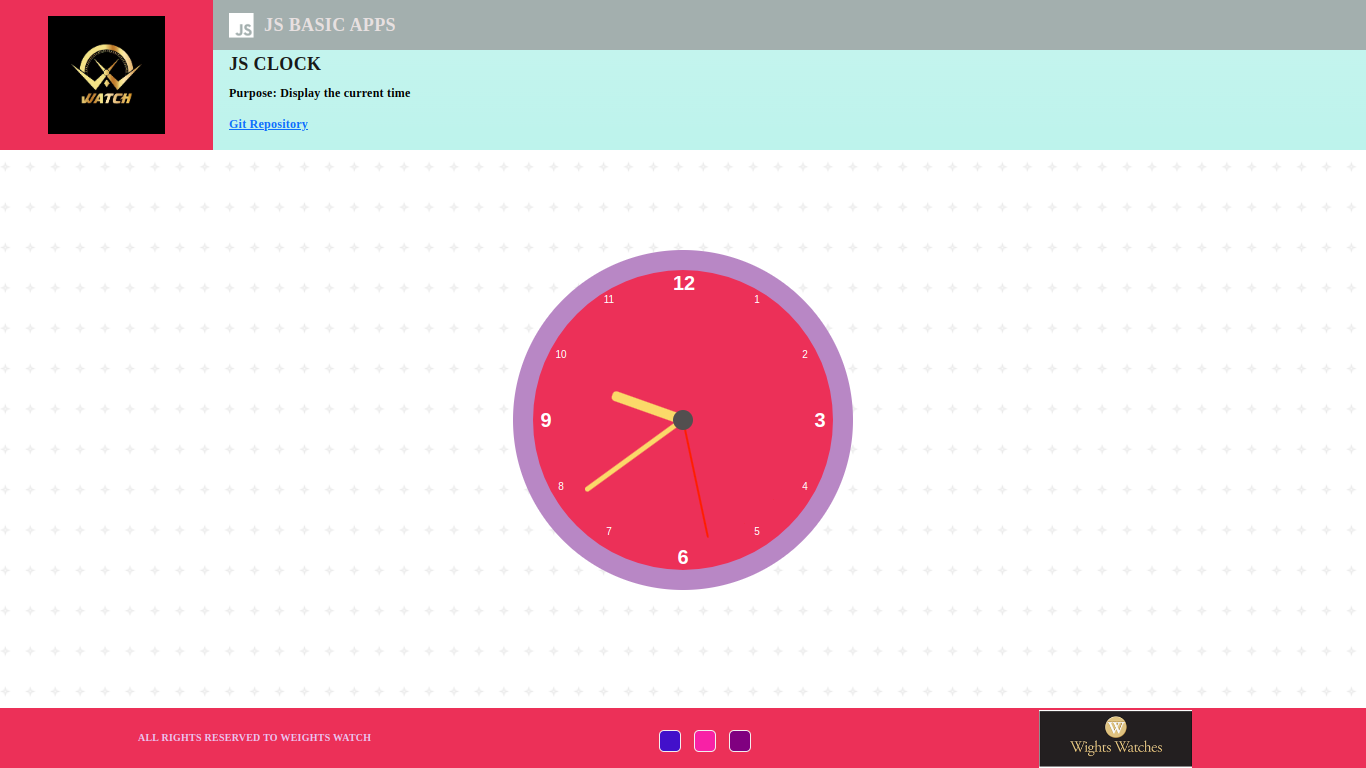 WATCH
JS
JS BASIC APPS
JS CLOCK
Purpose: Display the current time
Git Repository
12
11
1
10
2
9
3
8
4
7
5
6
ALL RIGHTS RESERVED TO WEIGHTS WATCH
W
Wights Watches